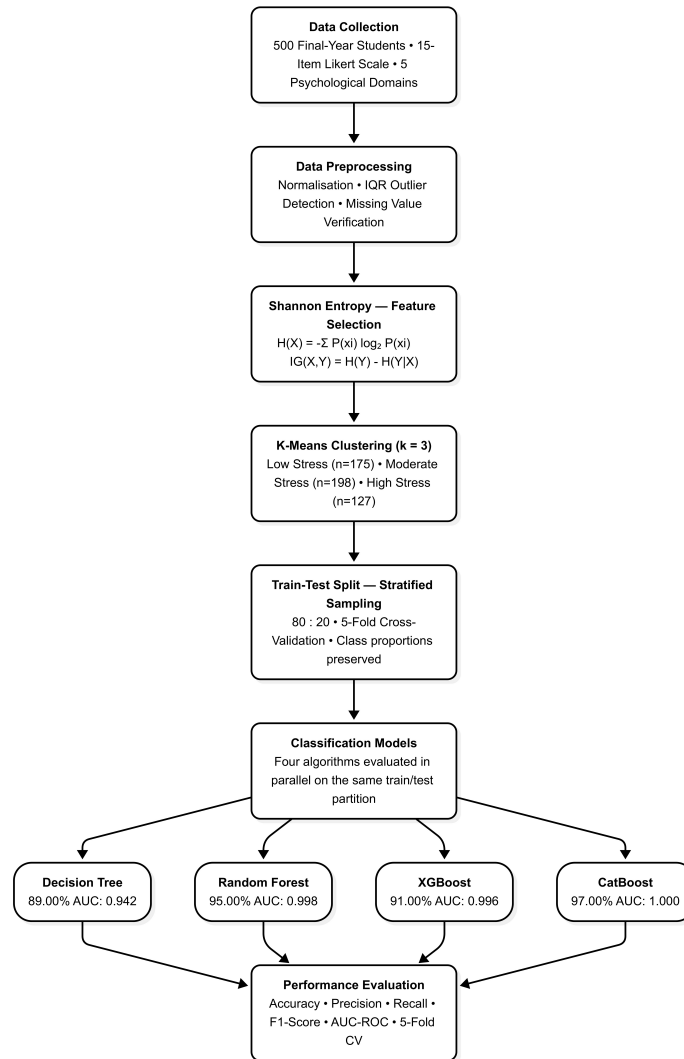 Data Collection
500 Final-Year Students • 15-
Item Likert Scale • 5
Psychological Domains
Data Preprocessing
Normalisation • IQR Outlier
Detection • Missing Value
Verification
Shannon Entropy — Feature
Selection
H(X) = -Σ P(xi) log₂ P(xi)
IG(X,Y) = H(Y) - H(Y|X)
K-Means Clustering (k = 3)
Low Stress (n=175) • Moderate
Stress (n=198) • High Stress
(n=127)
Train-Test Split — Stratified
Sampling
80 : 20 • 5-Fold Cross-
Validation • Class proportions
preserved
Classification Models
Four algorithms evaluated in
parallel on the same train/test
partition
Decision Tree
89.00% AUC: 0.942
Random Forest
95.00% AUC: 0.998
XGBoost
91.00% AUC: 0.996
CatBoost
97.00% AUC: 1.000
Performance Evaluation
Accuracy • Precision • Recall •
F1-Score • AUC-ROC • 5-Fold
CV